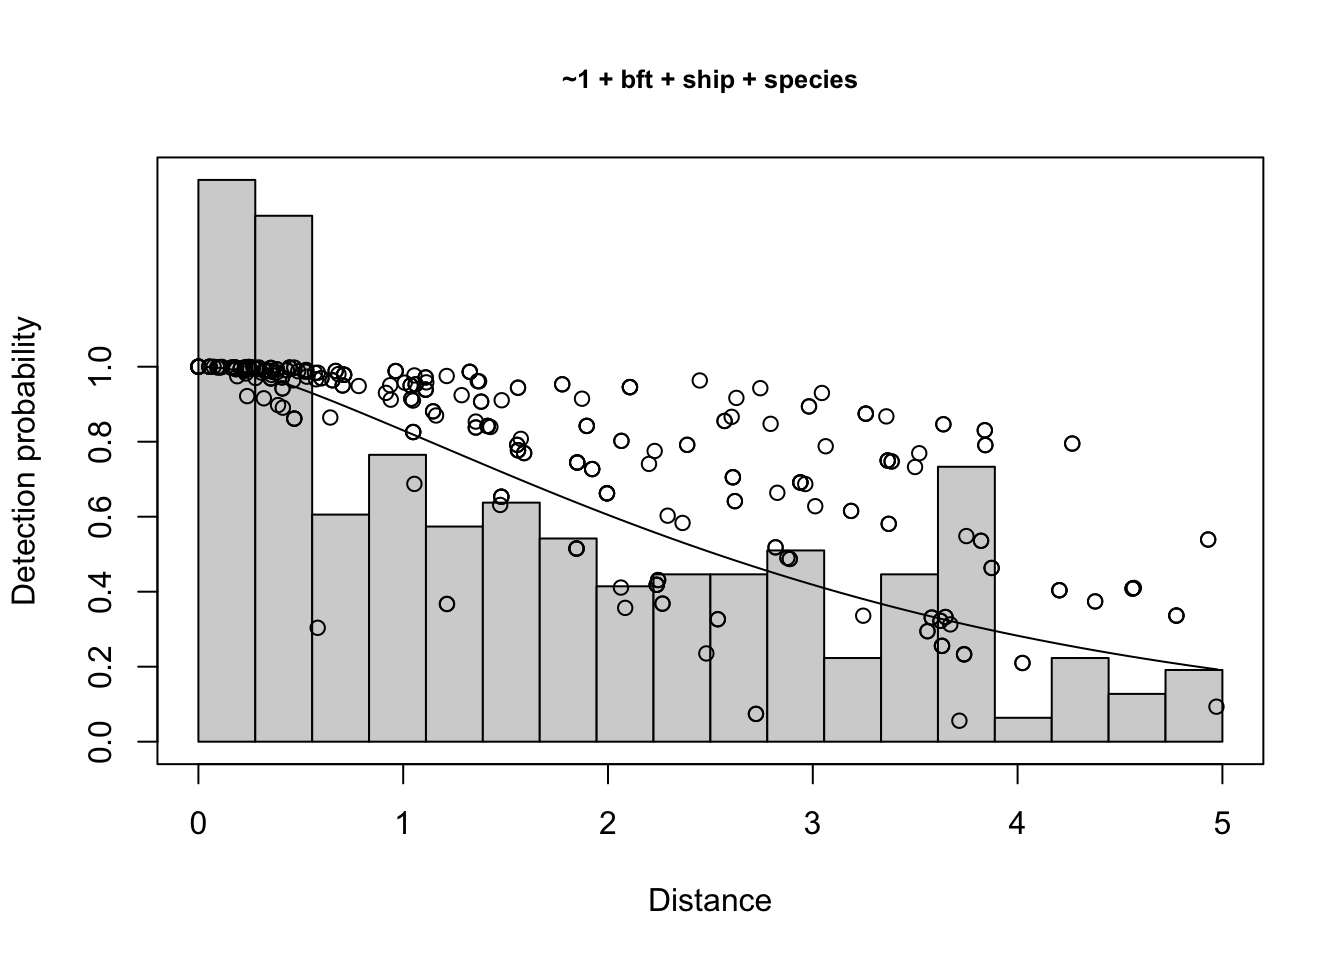 ~1 + bft + ship + species
Detection probability
1.0
0.8
0.6
0.4
0.2
0.0
0 1 2 3 4 5
Distance